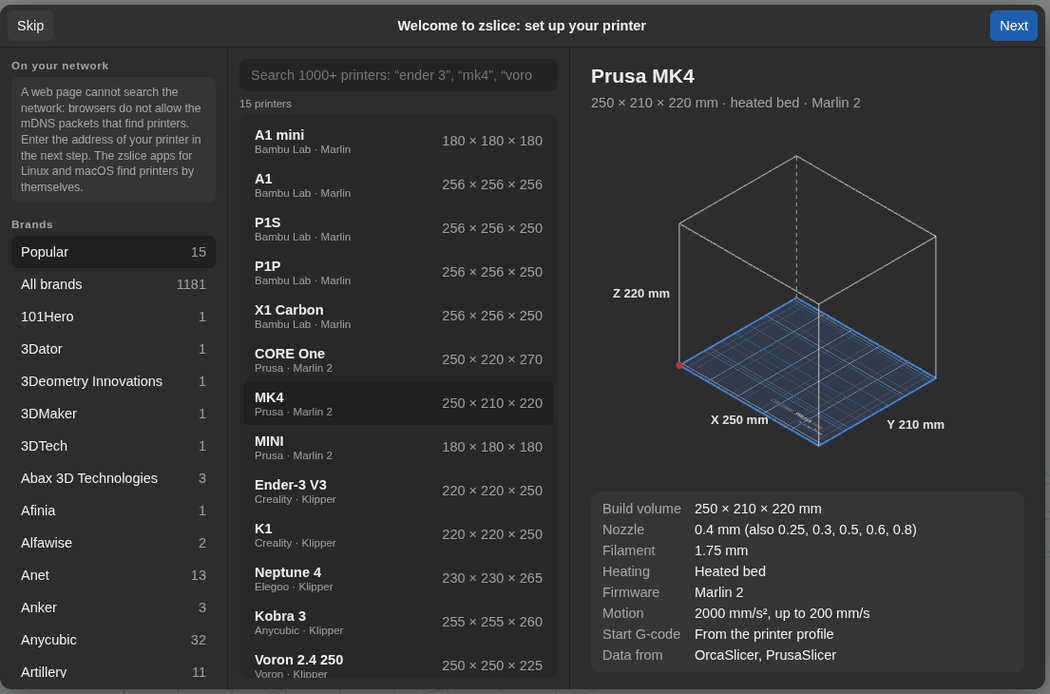 Skip
Welcome to zslice: set up your printer
Next
On your network
A web page cannot search the
network: browsers do not allow the
mDNS packets that find printers.
Enter the address of your printer in
the next step. The zslice apps for
Linux and macOS find printers by
themselves.
Brands
Popular 15
All brands 1181
101Hero 1
3Dator 1
3Deometry Innovations 1
3DMaker 1
3DTech 1
Abax 3D Technologies 3
Afinia 1
Alfawise 2
Anet 13
Anker 3
Anycubic 32
Artillery 11
Search 1000+ printers: “ender 3”, “mk4”, “voro
15 printers
A1 mini
Bambu Lab · Marlin
180 × 180 × 180
A1
Bambu Lab · Marlin
256 × 256 × 256
P1S
Bambu Lab · Marlin
256 × 256 × 250
P1P
Bambu Lab · Marlin
256 × 256 × 250
X1 Carbon
Bambu Lab · Marlin
256 × 256 × 250
CORE One
Prusa · Marlin 2
250 × 220 × 270
MK4
Prusa · Marlin 2
250 × 210 × 220
MINI
Prusa · Marlin 2
180 × 180 × 180
Ender-3 V3
Creality · Klipper
220 × 220 × 250
K1
Creality · Klipper
220 × 220 × 250
Neptune 4
Elegoo · Klipper
230 × 230 × 265
Kobra 3
Anycubic · Klipper
255 × 255 × 260
Voron 2.4 250
Voron · Klipper
250 × 250 × 225
Prusa MK4
250 × 210 × 220 mm · heated bed · Marlin 2
Z 220 mm
X 250 mm
Y 210 mm
Build volume 250 × 210 × 220 mm
Nozzle 0.4 mm (also 0.25, 0.3, 0.5, 0.6, 0.8)
Filament 1.75 mm
Heating Heated bed
Firmware Marlin 2
Motion 2000 mm/s², up to 200 mm/s
Start G-code From the printer profile
Data from OrcaSlicer, PrusaSlicer